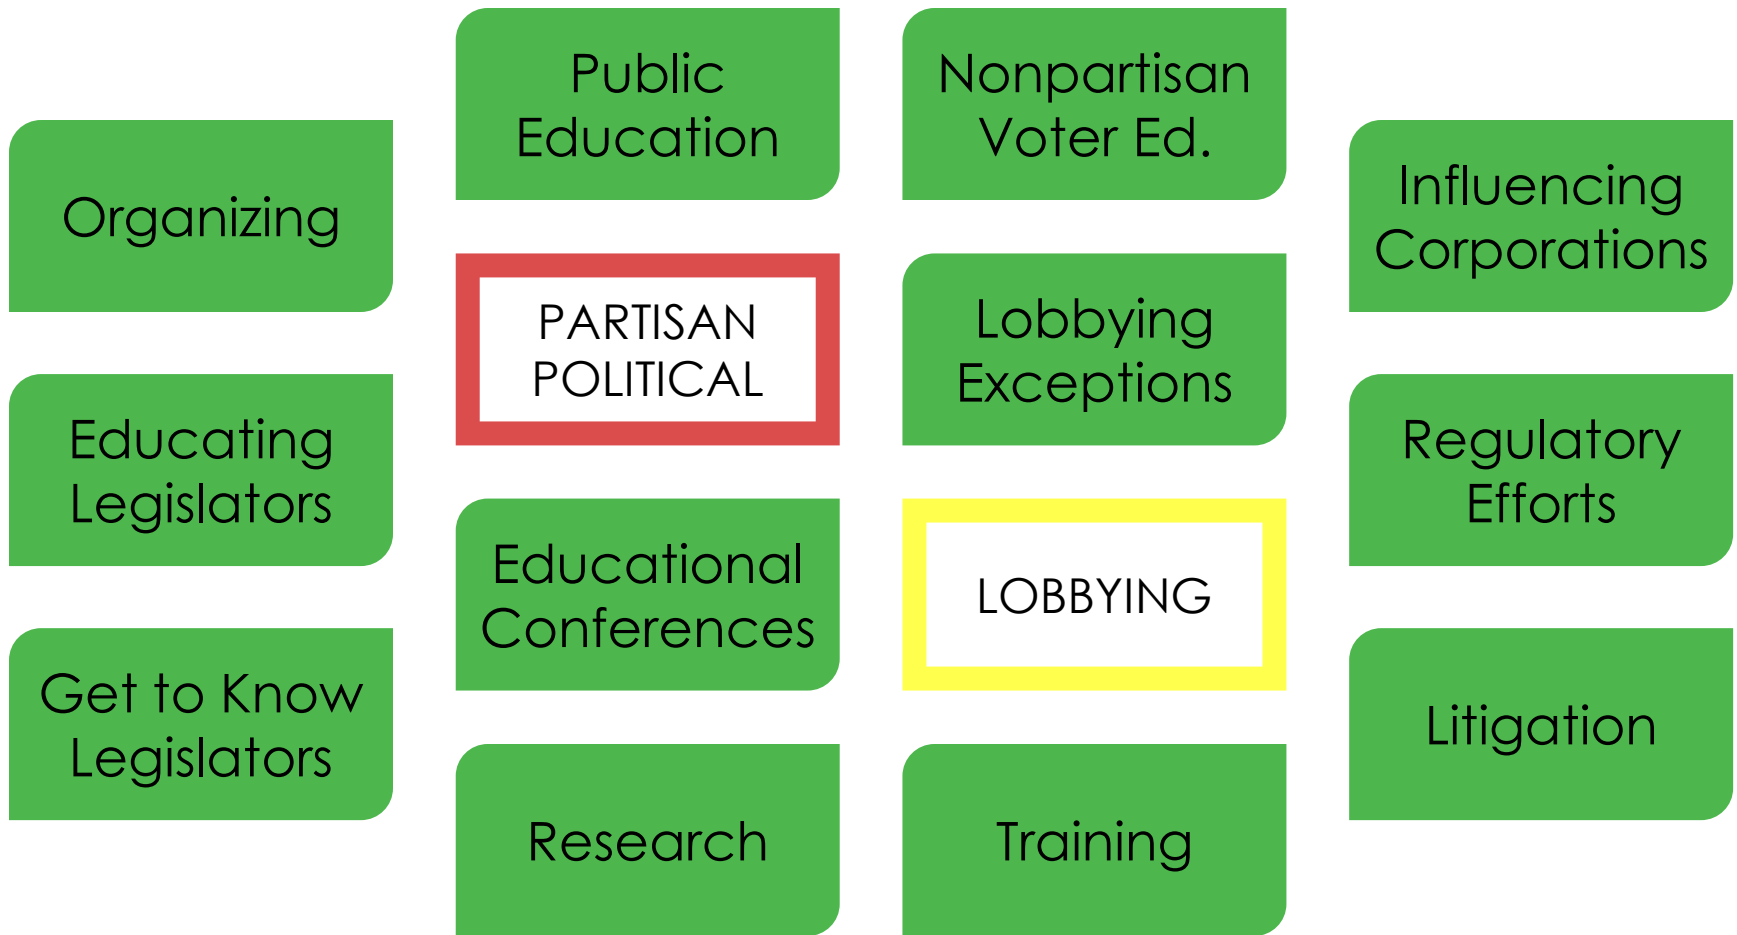 Organizing
Educating
Legislators
Get to Know
Legislators
Public
Education
PARTISAN
POLITICAL
Educational
Conferences
Research
Nonpartisan
Voter Ed.
Lobbying
Exceptions
LOBBYING
Training
Influencing
Corporations
Regulatory
Efforts
Litigation